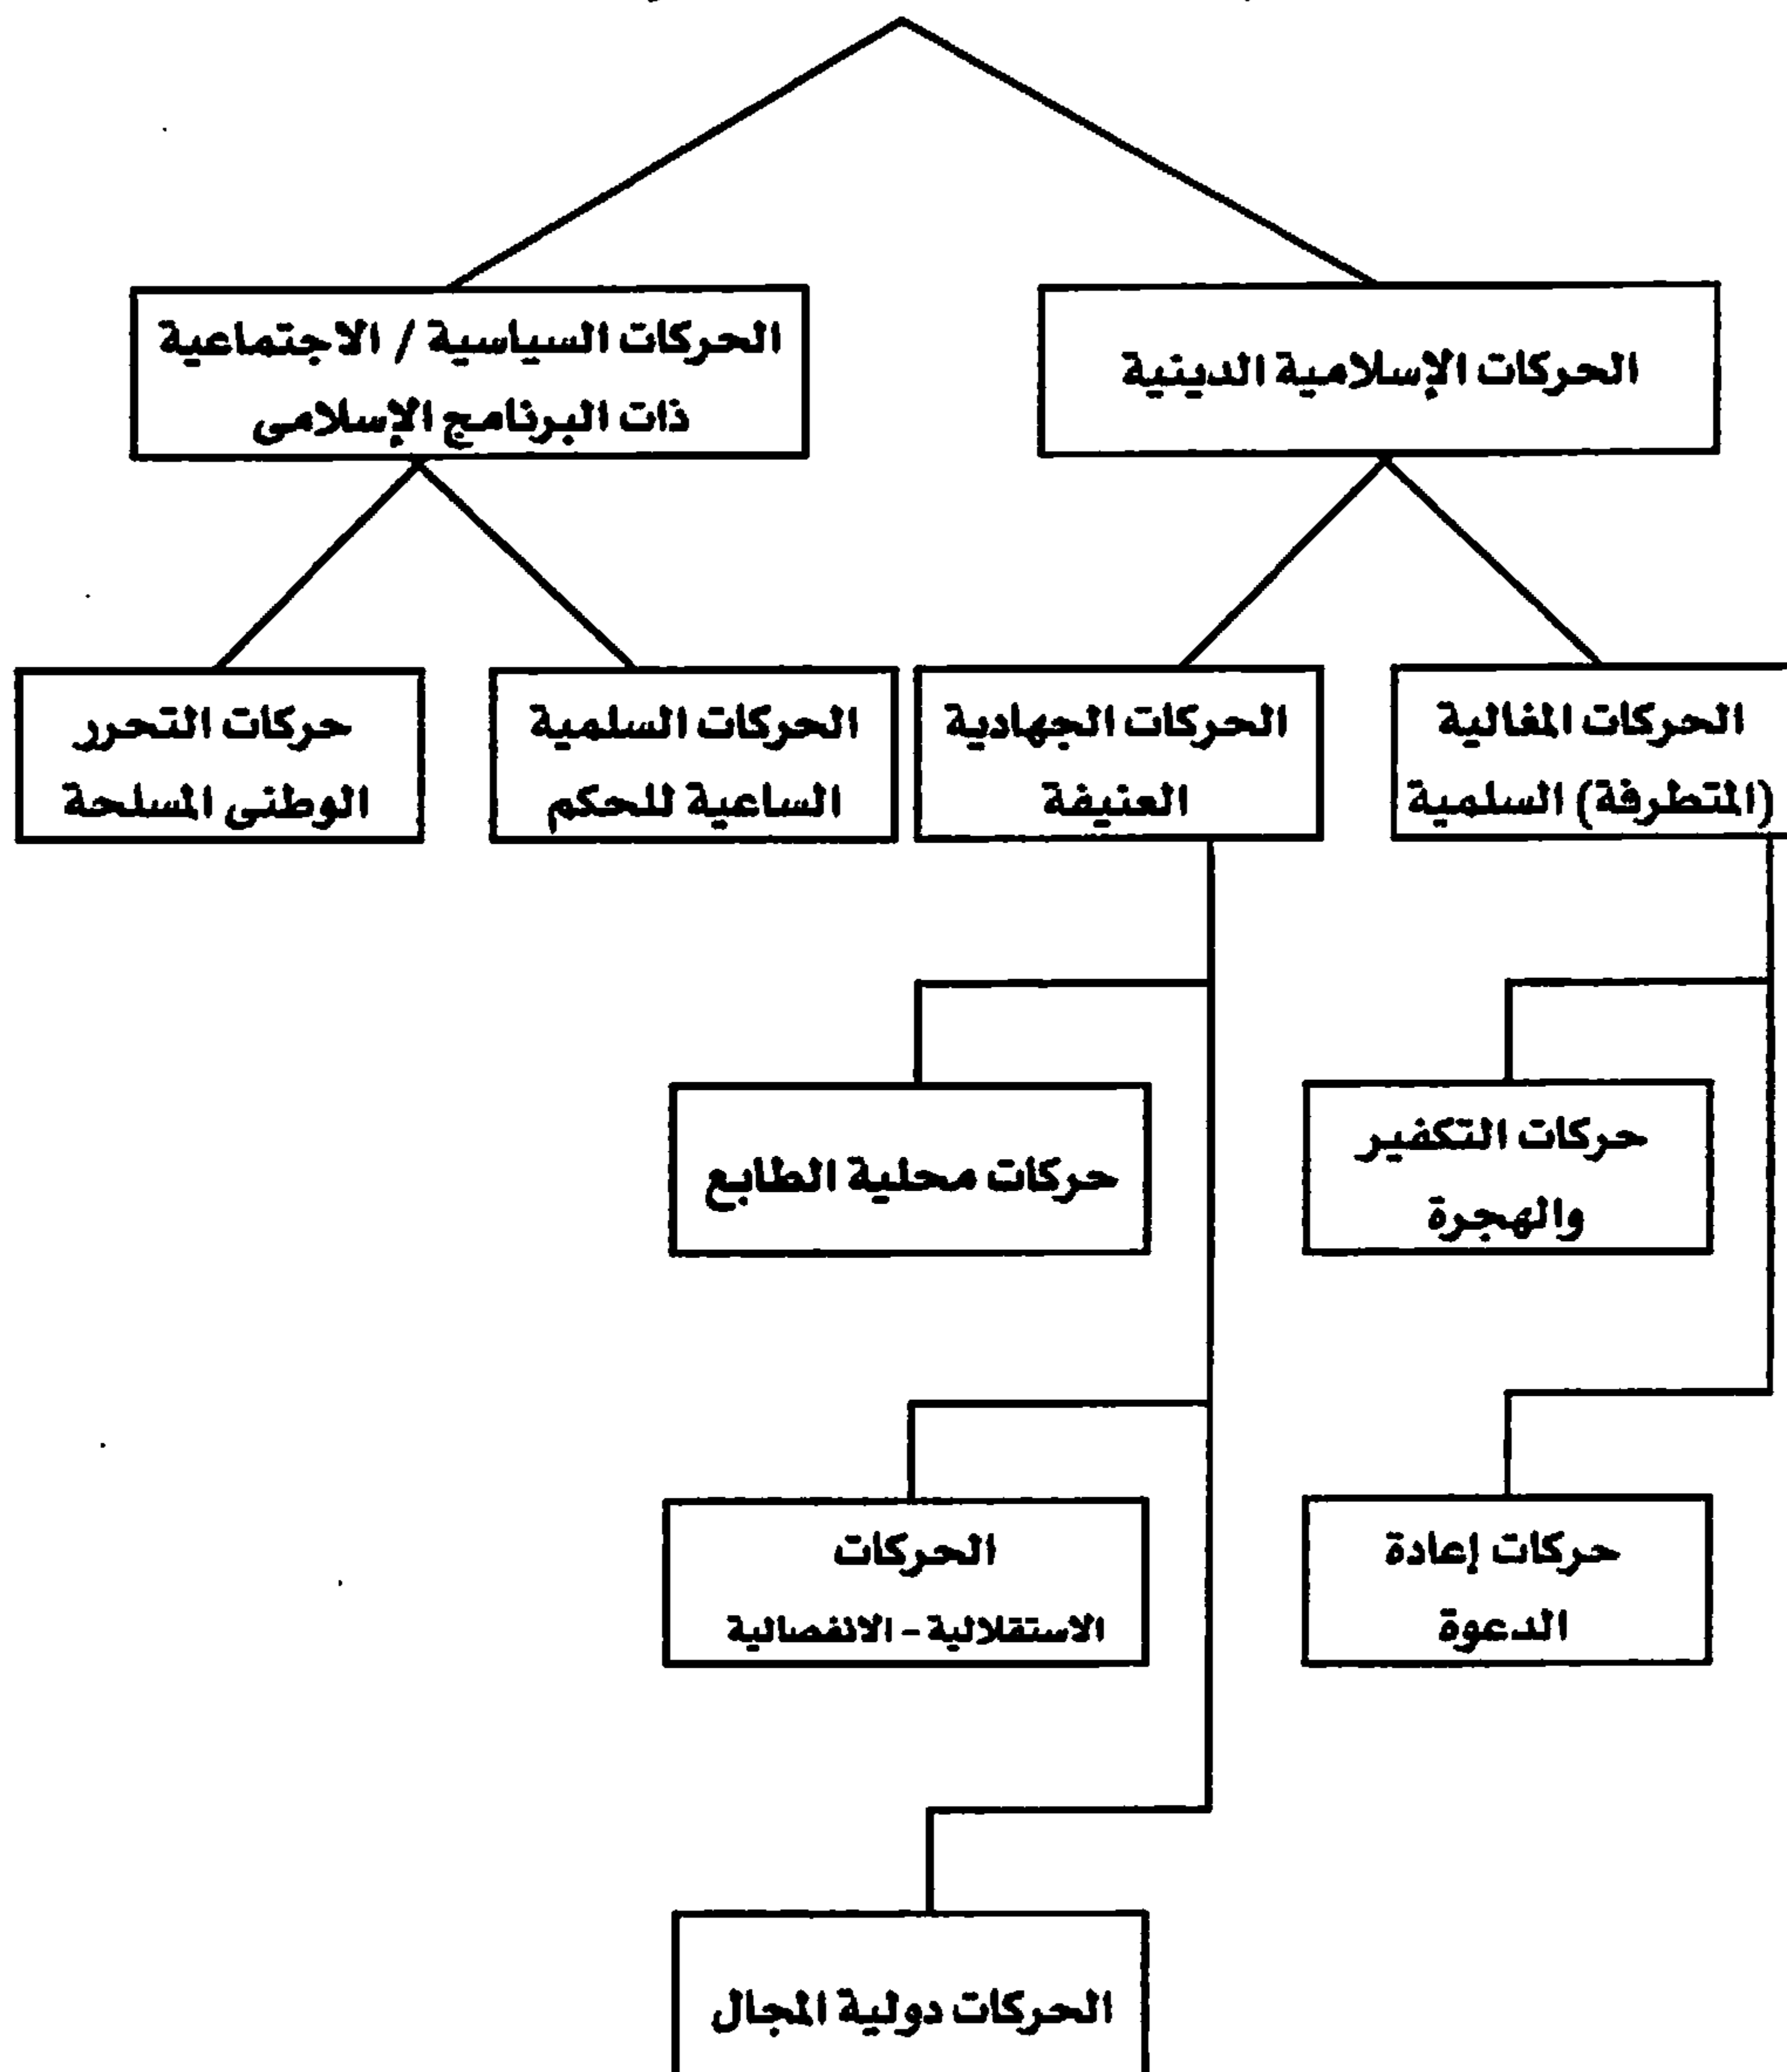 الحركات الإسلامية الدينية
الحركات السياسية / الاجتماعية
ذات البرنامج الإسلامى
الحركات المغالية
(المتطرفة) السلمية
الحركات الجهادية
العنيفة
الحركات السلمية
الساعية للحكم
حركات التحرر
الوطنى المسلحة
حركات التكفير
والهجرة
حركات محلية الطابع
حركات إعادة
الدعوة
الحركات
الاستقلالية - الانفصالية
الحركات دولية المجال